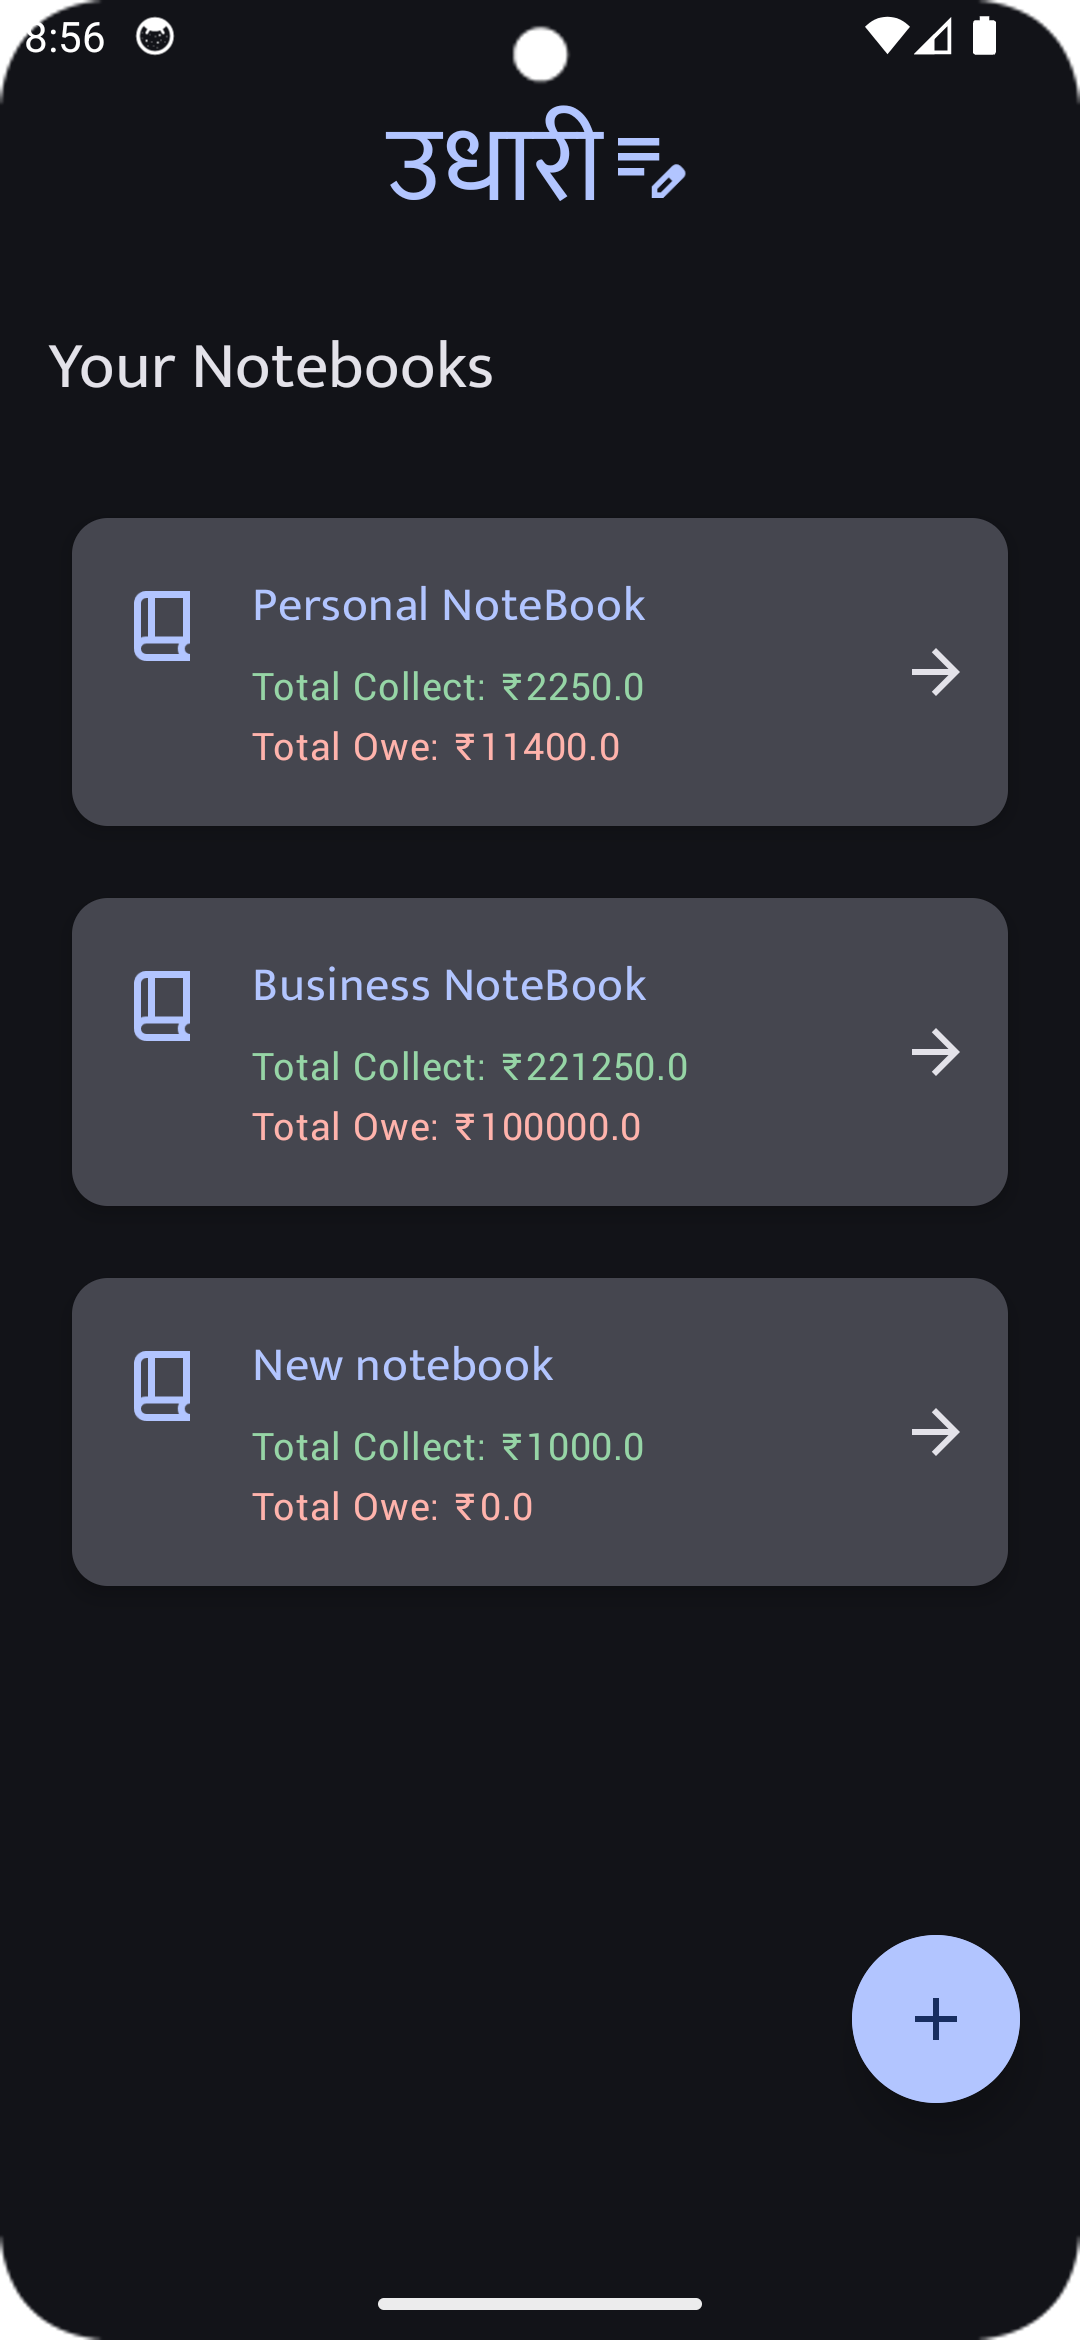 8:56
उधारी
Your Notebooks
Personal NoteBook
Total Collect: ₹2250.0
Total Owe: ₹11400.0
Business NoteBook
Total Collect: ₹221250.0
Total Owe: ₹100000.0
New notebook
Total Collect: ₹1000.0
Total Owe: ₹0.0